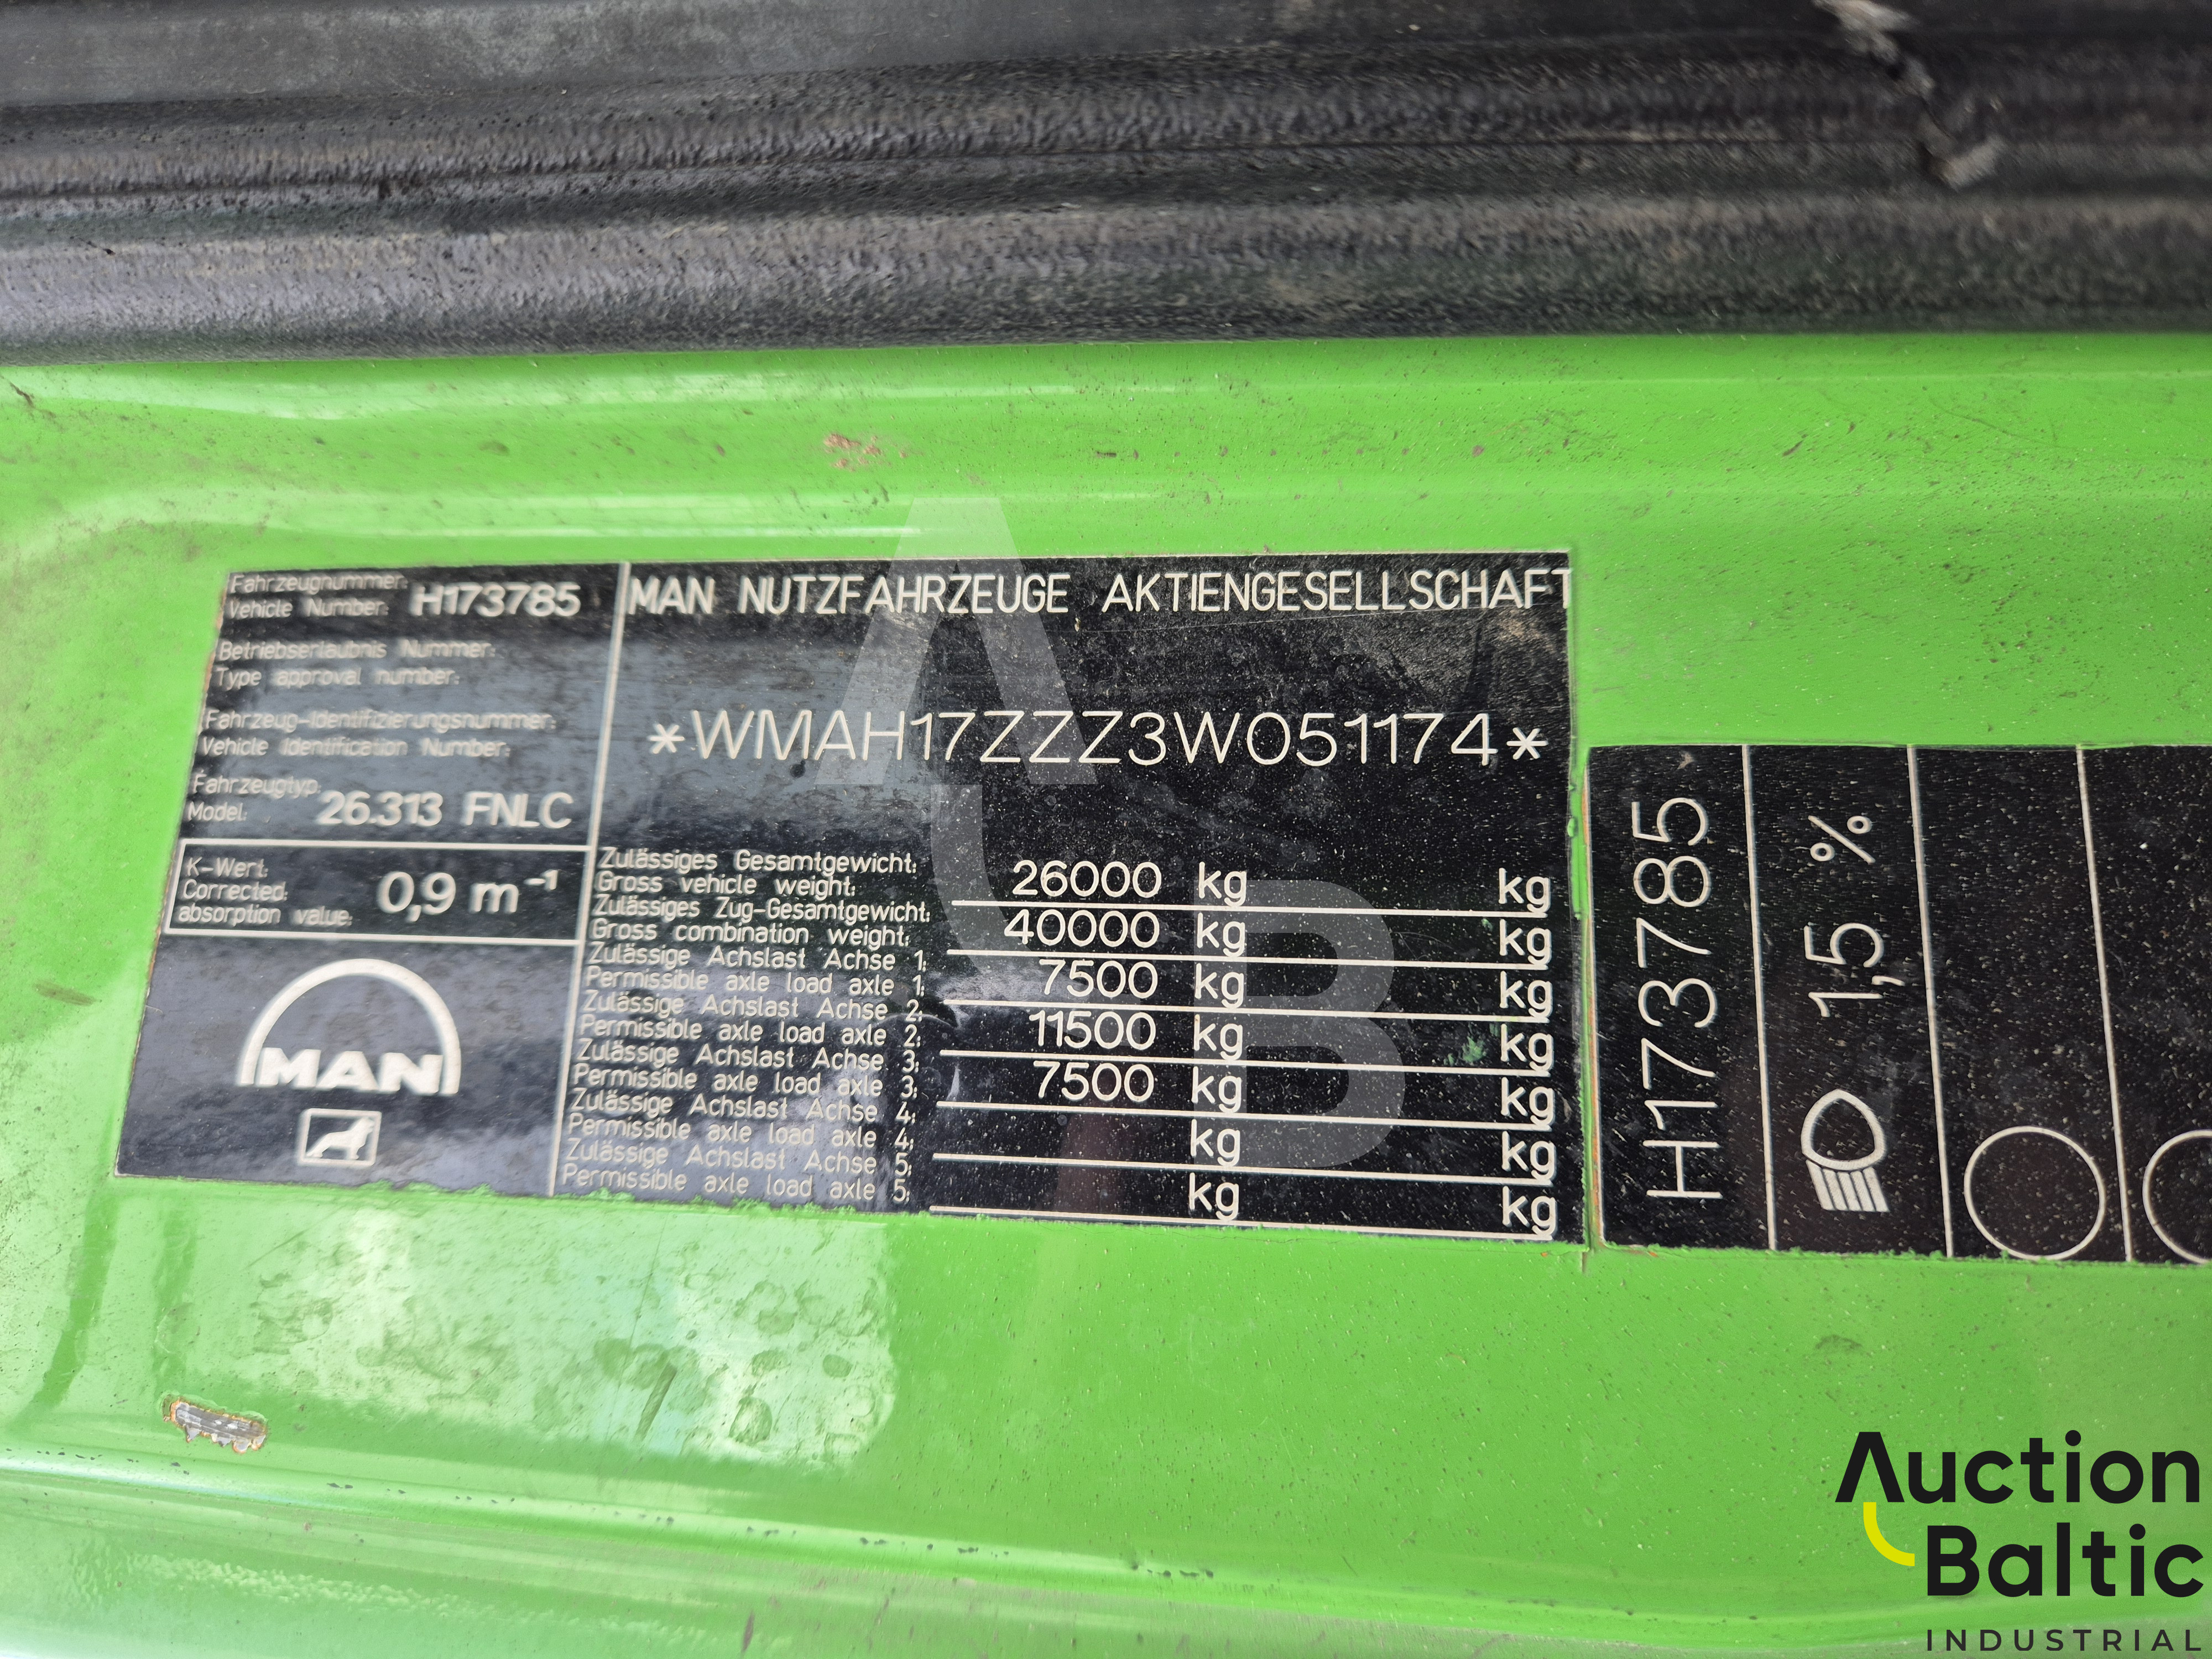 Fahrzeugnummer:
Vehicle Number: H173785
Betriebserlaubnis Nummer:
Type approval number:
Fahrzeug-Identifizierungsnummer:
Vehicle Identification Number:
Fahrzeugtyp:
Model: 26.313 FNLC
K-Wert:
Corrected: 0,9 m⁻¹
absorption value:
MAN
MAN NUTZFAHRZEUGE AKTIENGESELLSCHAFT
*WMAH17ZZZ3W051174*
Zulässiges Gesamtgewicht:
Gross vehicle weight: 26000 kg kg
Zulässiges Zug-Gesamtgewicht:
Gross combination weight: 40000 kg kg
Zulässige Achslast Achse 1:
Permissible axle load axle 1: 7500 kg kg
Zulässige Achslast Achse 2:
Permissible axle load axle 2: 11500 kg kg
Zulässige Achslast Achse 3:
Permissible axle load axle 3: 7500 kg kg
Zulässige Achslast Achse 4:
Permissible axle load axle 4: kg kg
Zulässige Achslast Achse 5:
Permissible axle load axle 5: kg kg
H173785
1,5 %
Auction
Baltic
INDUSTRIAL